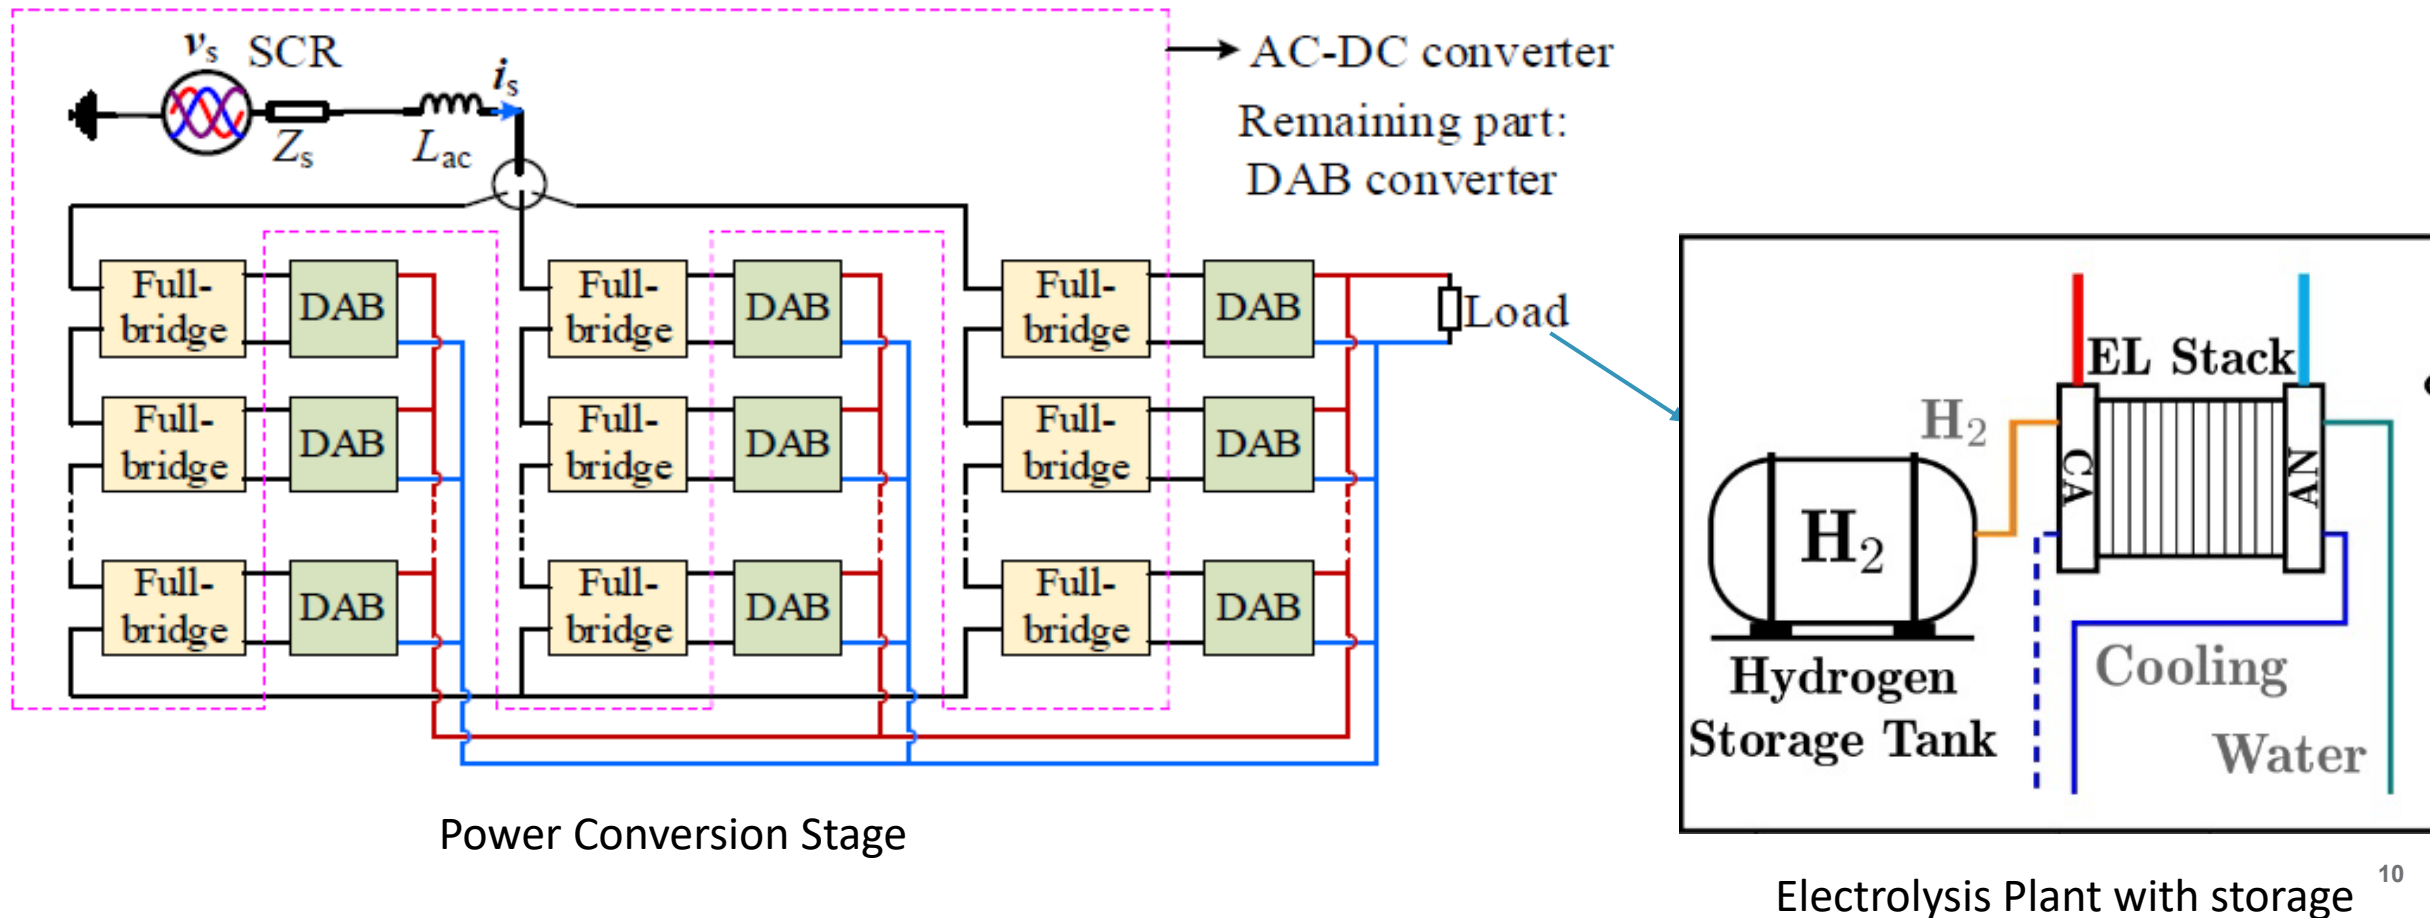 vs SCR
is
Zs
Lac
AC-DC converter
Remaining part:
DAB converter
Full-
bridge
DAB
Full-
bridge
DAB
Full-
bridge
DAB
Load
Full-
bridge
DAB
Full-
bridge
DAB
Full-
bridge
DAB
Full-
bridge
DAB
Full-
bridge
DAB
Full-
bridge
DAB
Power Conversion Stage
EL Stack
H2
CA
H2
Hydrogen
Storage Tank
Cooling
Water
Electrolysis Plant with storage
10